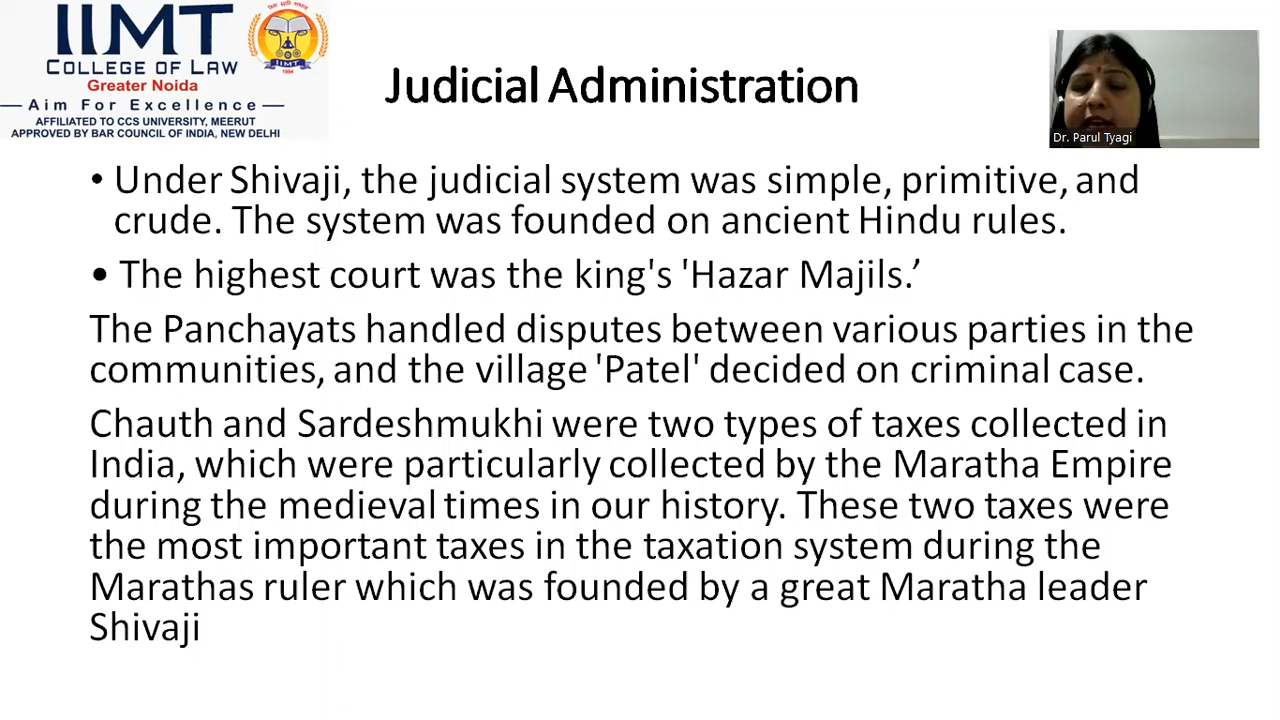 IIMT
COLLEGE OF LAW
Greater Noida
Aim For Excellence
AFFILIATED TO CCS UNIVERSITY, MEERUT
APPROVED BY BAR COUNCIL OF INDIA, NEW DELHI
IIMT
Judicial Administration
Dr. Parul Tyagi
• Under Shivaji, the judicial system was simple, primitive, and
crude. The system was founded on ancient Hindu rules.
• The highest court was the king's 'Hazar Majils.’
The Panchayats handled disputes between various parties in the
communities, and the village 'Patel' decided on criminal case.
Chauth and Sardeshmukhi were two types of taxes collected in
India, which were particularly collected by the Maratha Empire
during the medieval times in our history. These two taxes were
the most important taxes in the taxation system during the
Marathas ruler which was founded by a great Maratha leader
Shivaji